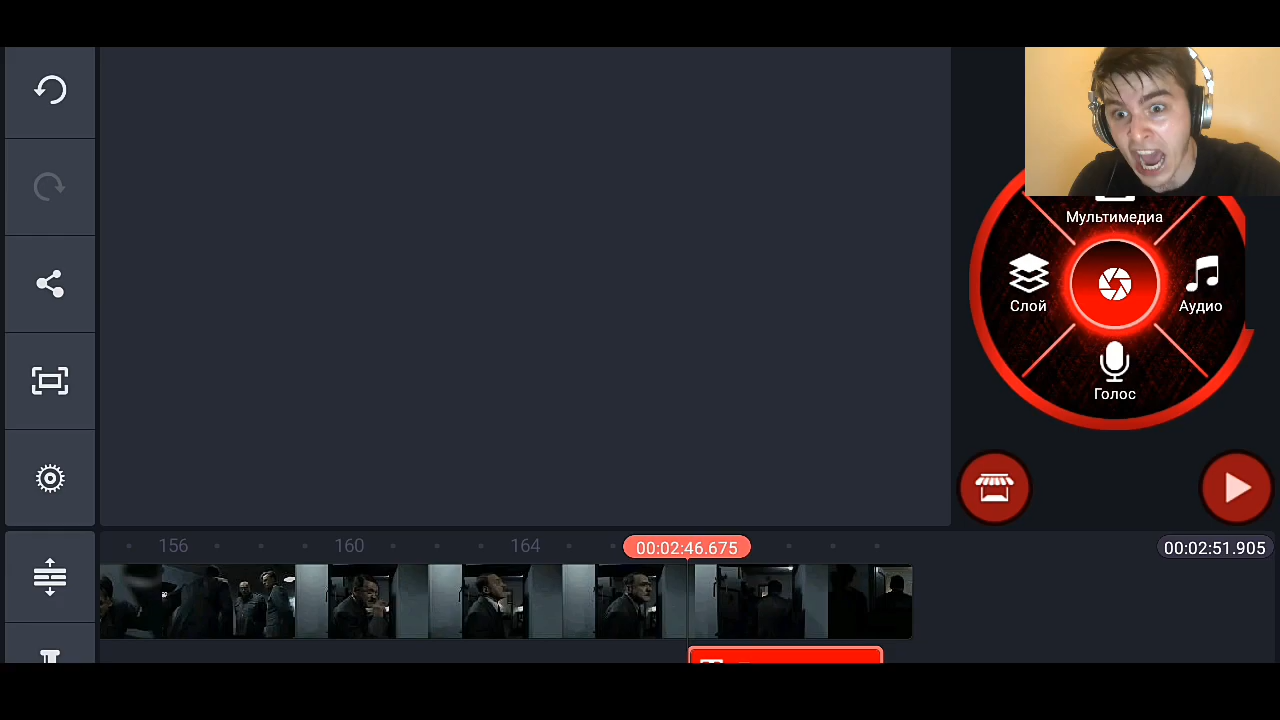 Мультимедиа
Слой
Аудио
Голос
156
160
164
00:02:46.675
00:02:51.905